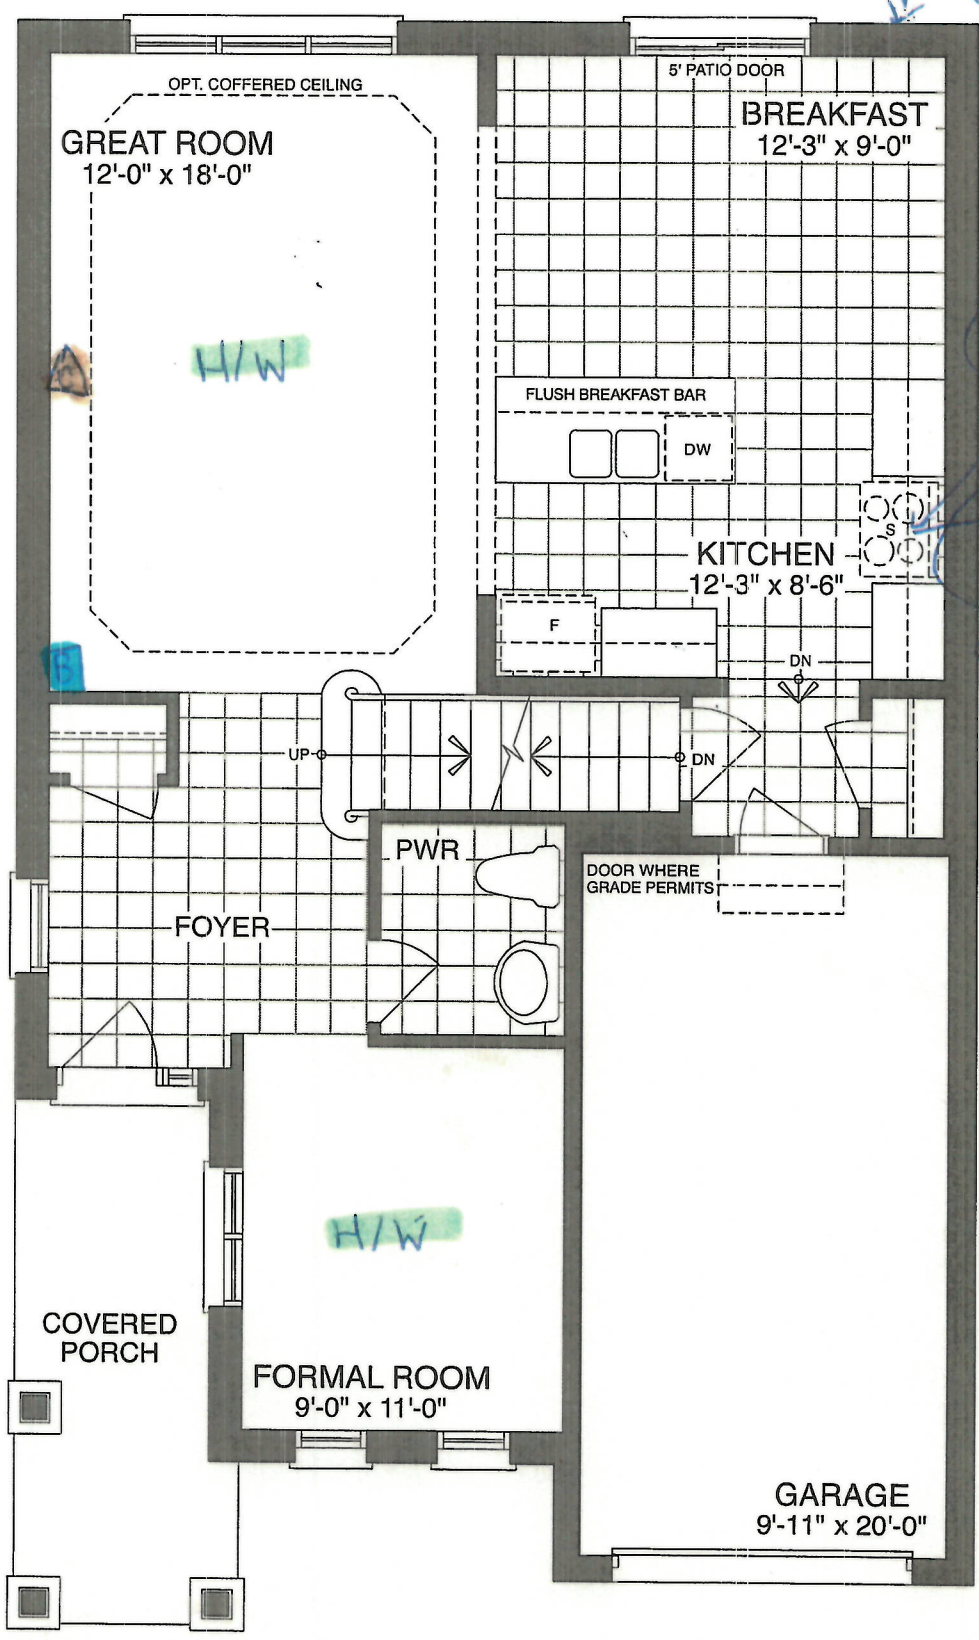 OPT. COFFERED CEILING
GREAT ROOM
12'-0" x 18'-0"
H/W
B
5' PATIO DOOR
BREAKFAST
12'-3" x 9'-0"
FLUSH BREAKFAST BAR
DW
S
KITCHEN
12'-3" x 8'-6"
F
DN
UP
DN
PWR
FOYER
DOOR WHERE
GRADE PERMITS
H/W
COVERED
PORCH
FORMAL ROOM
9'-0" x 11'-0"
GARAGE
9'-11" x 20'-0"